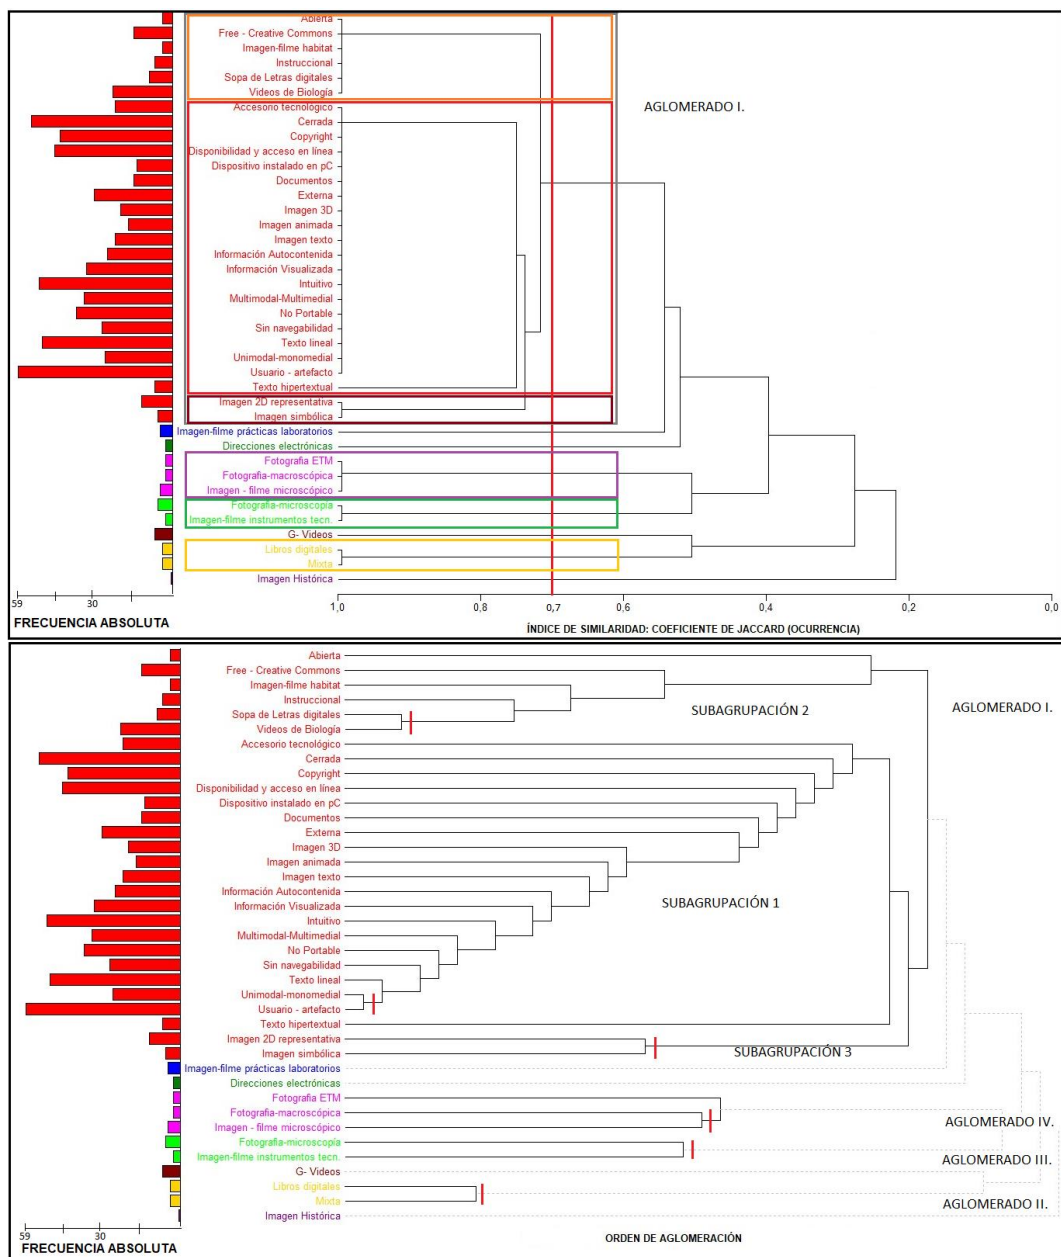 Abierta
Free - Creative Commons
Imagen-filme habitat
Instruccional
Sopa de Letras digitales
Videos de Biología
Accesorio tecnológico
AGLOMERADO I.
Cerrada
Copyright
Disponibilidad y acceso en línea
Dispositivo instalado en pC
Documentos
Externa
Imagen 3D
Imagen animada
Imagen texto
Información Autocontenida
Información Visualizada
Intuitivo
Multimodal-Multimedial
No Portable
Sin navegabilidad
Texto lineal
Unimodal-monomedial
Usuario - artefacto
Texto hipertextual
Imagen 2D representativa
Imagen simbólica
Imagen-filme prácticas laboratorios
Direcciones electrónicas
Fotografia ETM
Fotografia-macroscópica
Imagen - filme microscópico
Fotografia-microscopía
Imagen-filme instrumentos tecn.
G- Videos
Libros digitales
Mixta
Imagen Histórica
59 30
1,0 0,8 0,7 0,6 0,4 0,2 0,0
FRECUENCIA ABSOLUTA
ÍNDICE DE SIMILARIDAD: COEFICIENTE DE JACCARD (OCURRENCIA)
Abierta
Free - Creative Commons
Imagen-filme habitat
Instruccional
AGLOMERADO I.
Sopa de Letras digitales
SUBAGRUPACIÓN 2
Videos de Biología
Accesorio tecnológico
Cerrada
Copyright
Disponibilidad y acceso en línea
Dispositivo instalado en pC
Documentos
Externa
Imagen 3D
Imagen animada
Imagen texto
Información Autocontenida
Información Visualizada
SUBAGRUPACIÓN 1
Intuitivo
Multimodal-Multimedial
No Portable
Sin navegabilidad
Texto lineal
Unimodal-monomedial
Usuario - artefacto
Texto hipertextual
Imagen 2D representativa
Imagen simbólica
SUBAGRUPACIÓN 3
Imagen-filme prácticas laboratorios
Direcciones electrónicas
Fotografia ETM
Fotografia-macroscópica
AGLOMERADO IV.
Imagen - filme microscópico
Fotografia-microscopía
Imagen-filme instrumentos tecn.
AGLOMERADO III.
G- Videos
Libros digitales
Mixta
AGLOMERADO II.
Imagen Histórica
59 30
FRECUENCIA ABSOLUTA
ORDEN DE AGLOMERACIÓN